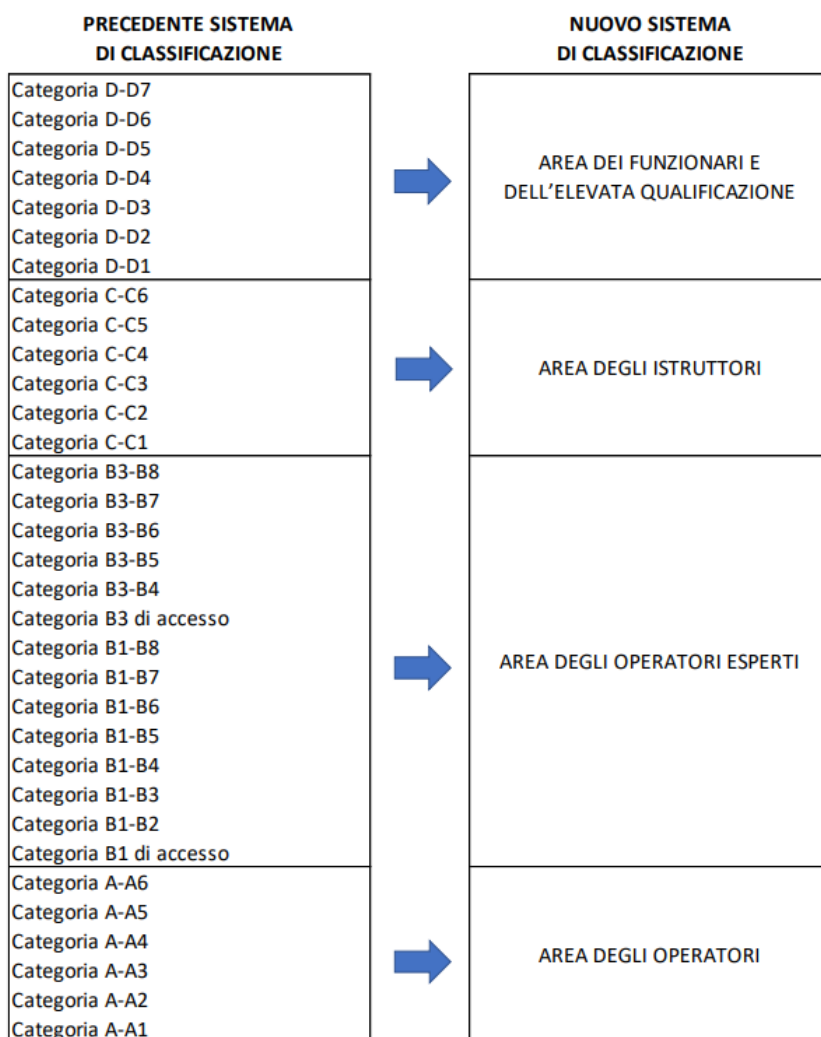 PRECEDENTE SISTEMA
DI CLASSIFICAZIONE
NUOVO SISTEMA
DI CLASSIFICAZIONE
Categoria D-D7
Categoria D-D6
Categoria D-D5
Categoria D-D4
Categoria D-D3
Categoria D-D2
Categoria D-D1
AREA DEI FUNZIONARI E
DELL’ELEVATA QUALIFICAZIONE
Categoria C-C6
Categoria C-C5
Categoria C-C4
Categoria C-C3
Categoria C-C2
Categoria C-C1
AREA DEGLI ISTRUTTORI
Categoria B3-B8
Categoria B3-B7
Categoria B3-B6
Categoria B3-B5
Categoria B3-B4
Categoria B3 di accesso
Categoria B1-B8
Categoria B1-B7
Categoria B1-B6
Categoria B1-B5
Categoria B1-B4
Categoria B1-B3
Categoria B1-B2
Categoria B1 di accesso
AREA DEGLI OPERATORI ESPERTI
Categoria A-A6
Categoria A-A5
Categoria A-A4
Categoria A-A3
Categoria A-A2
Categoria A-A1
AREA DEGLI OPERATORI